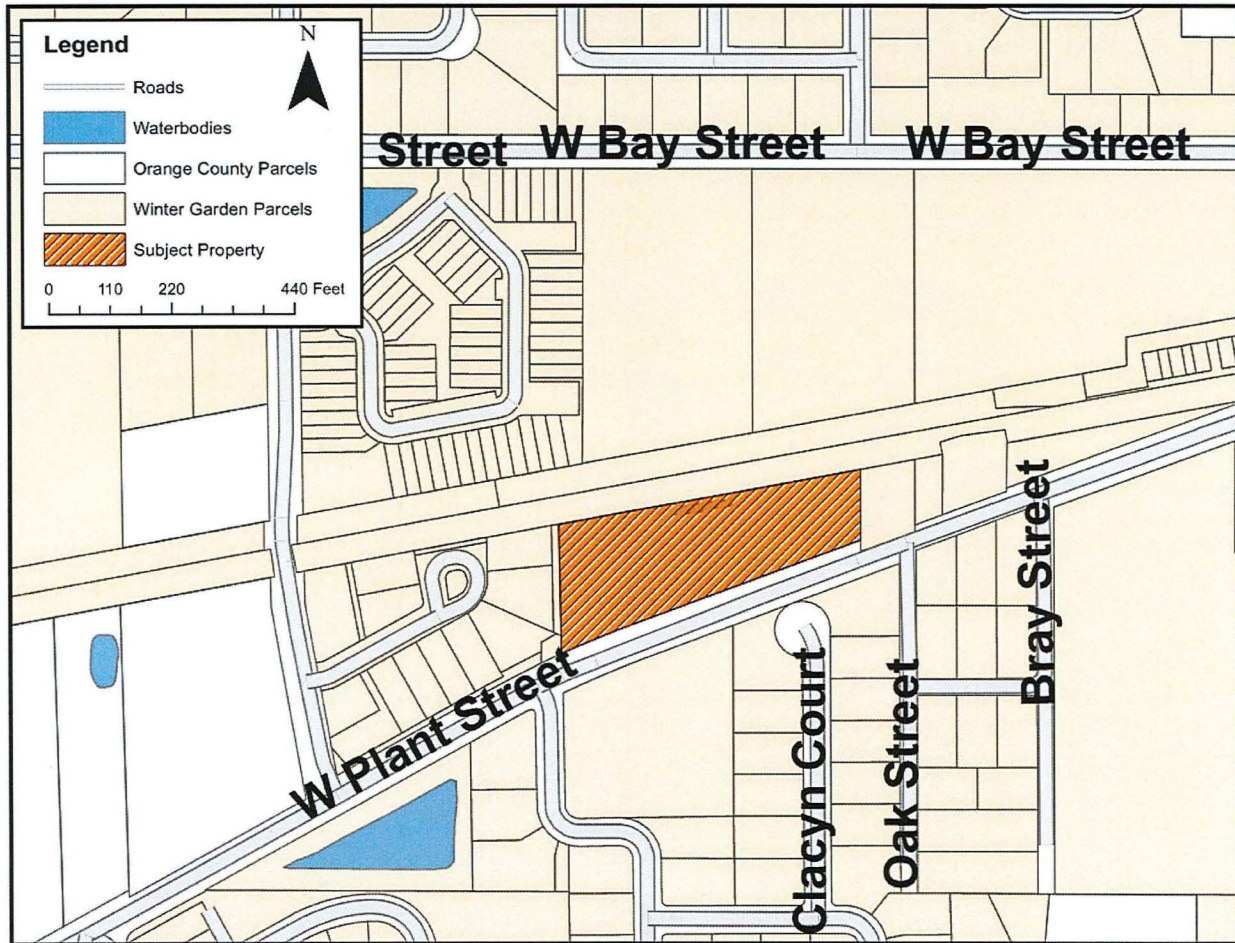 Legend
N
Roads
Waterbodies
Orange County Parcels
Winter Garden Parcels
Subject Property
0 110 220 440 Feet
Street W Bay Street W Bay Street
W Plant Street
Clacyn Court
Oak Street
Bray Street